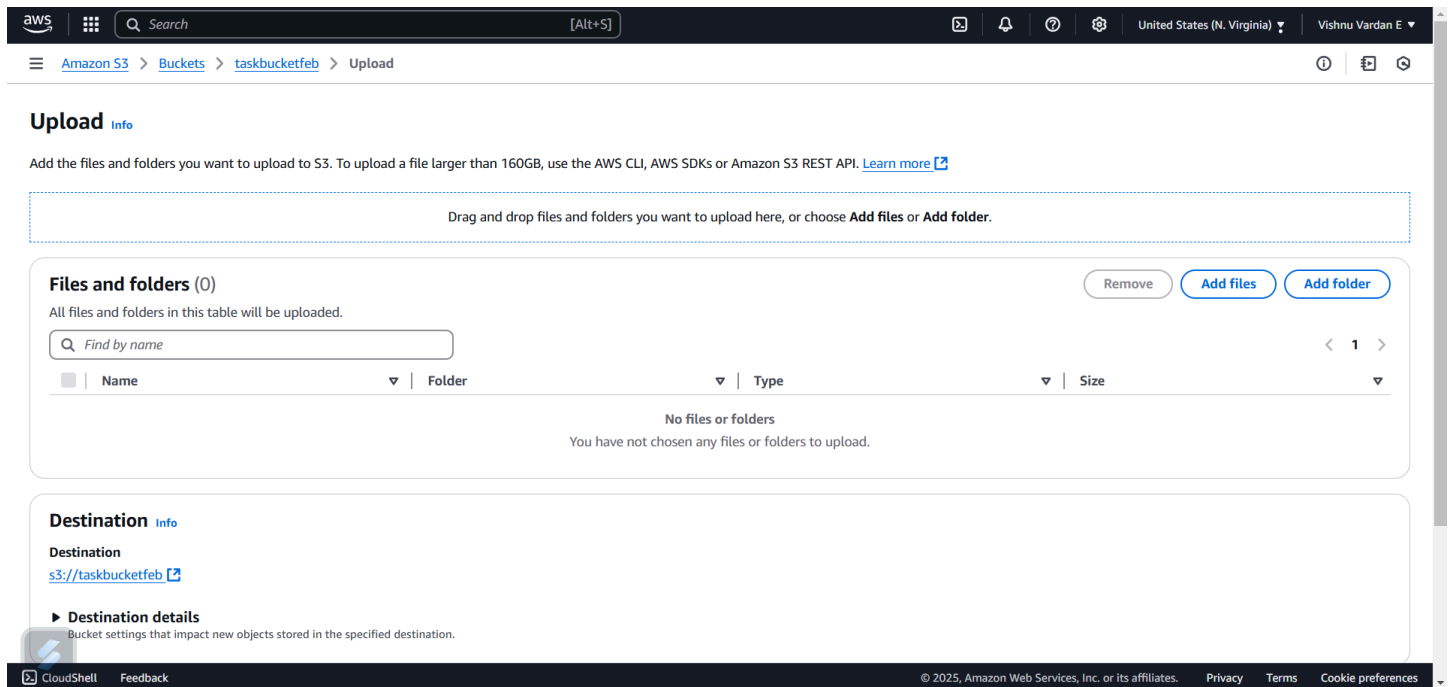 aws Search [Alt+S] United States (N. Virginia) Vishnu Vardan E
Amazon S3 > Buckets > taskbucketfeb > Upload
Upload Info
Add the files and folders you want to upload to S3. To upload a file larger than 160GB, use the AWS CLI, AWS SDKs or Amazon S3 REST API. Learn more
Drag and drop files and folders you want to upload here, or choose Add files or Add folder.
Files and folders (0) Remove Add files Add folder
All files and folders in this table will be uploaded.
Find by name 1
Name Folder Type Size
No files or folders
You have not chosen any files or folders to upload.
Destination Info
Destination
s3://taskbucketfeb
Destination details
Bucket settings that impact new objects stored in the specified destination.
CloudShell Feedback © 2025, Amazon Web Services, Inc. or its affiliates. Privacy Terms Cookie preferences